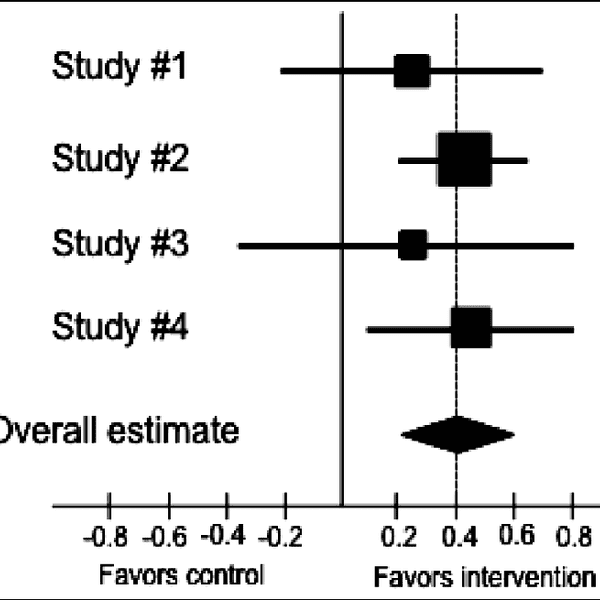 Study #1
Study #2
Study #3
Study #4
Overall estimate
-0.8 -0.6 -0.4 -0.2 0.2 0.4 0.6 0.8
Favors control Favors intervention